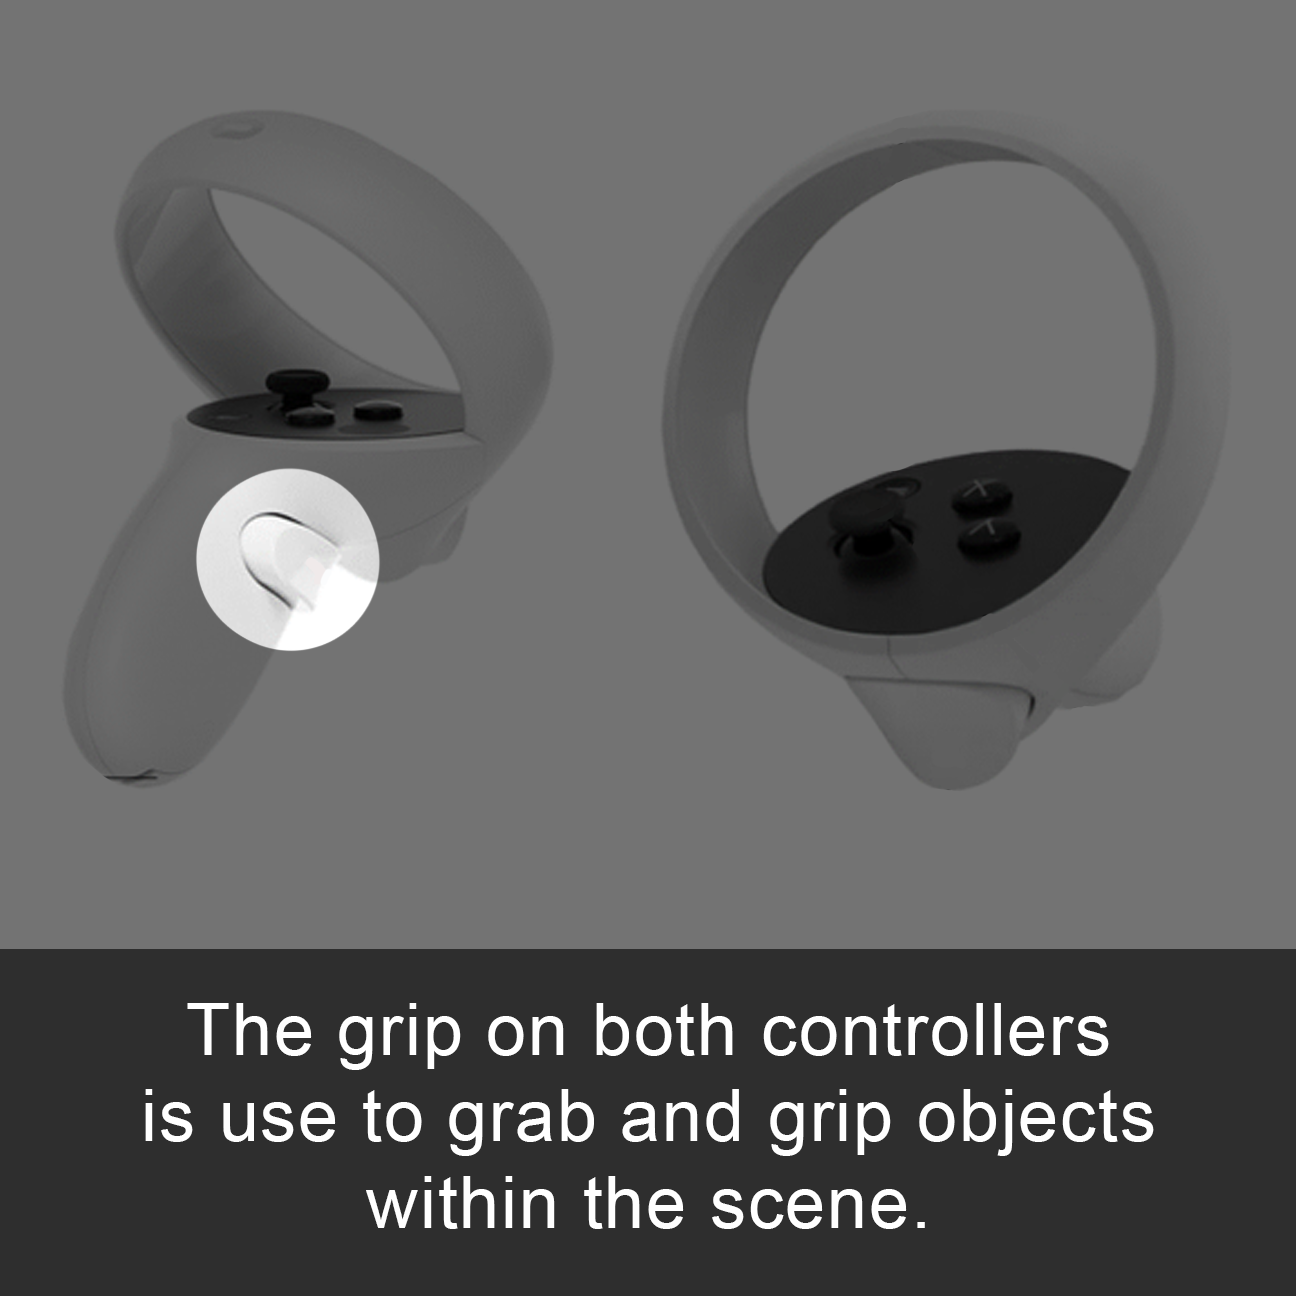 The grip on both controllers
is use to grab and grip objects
within the scene.